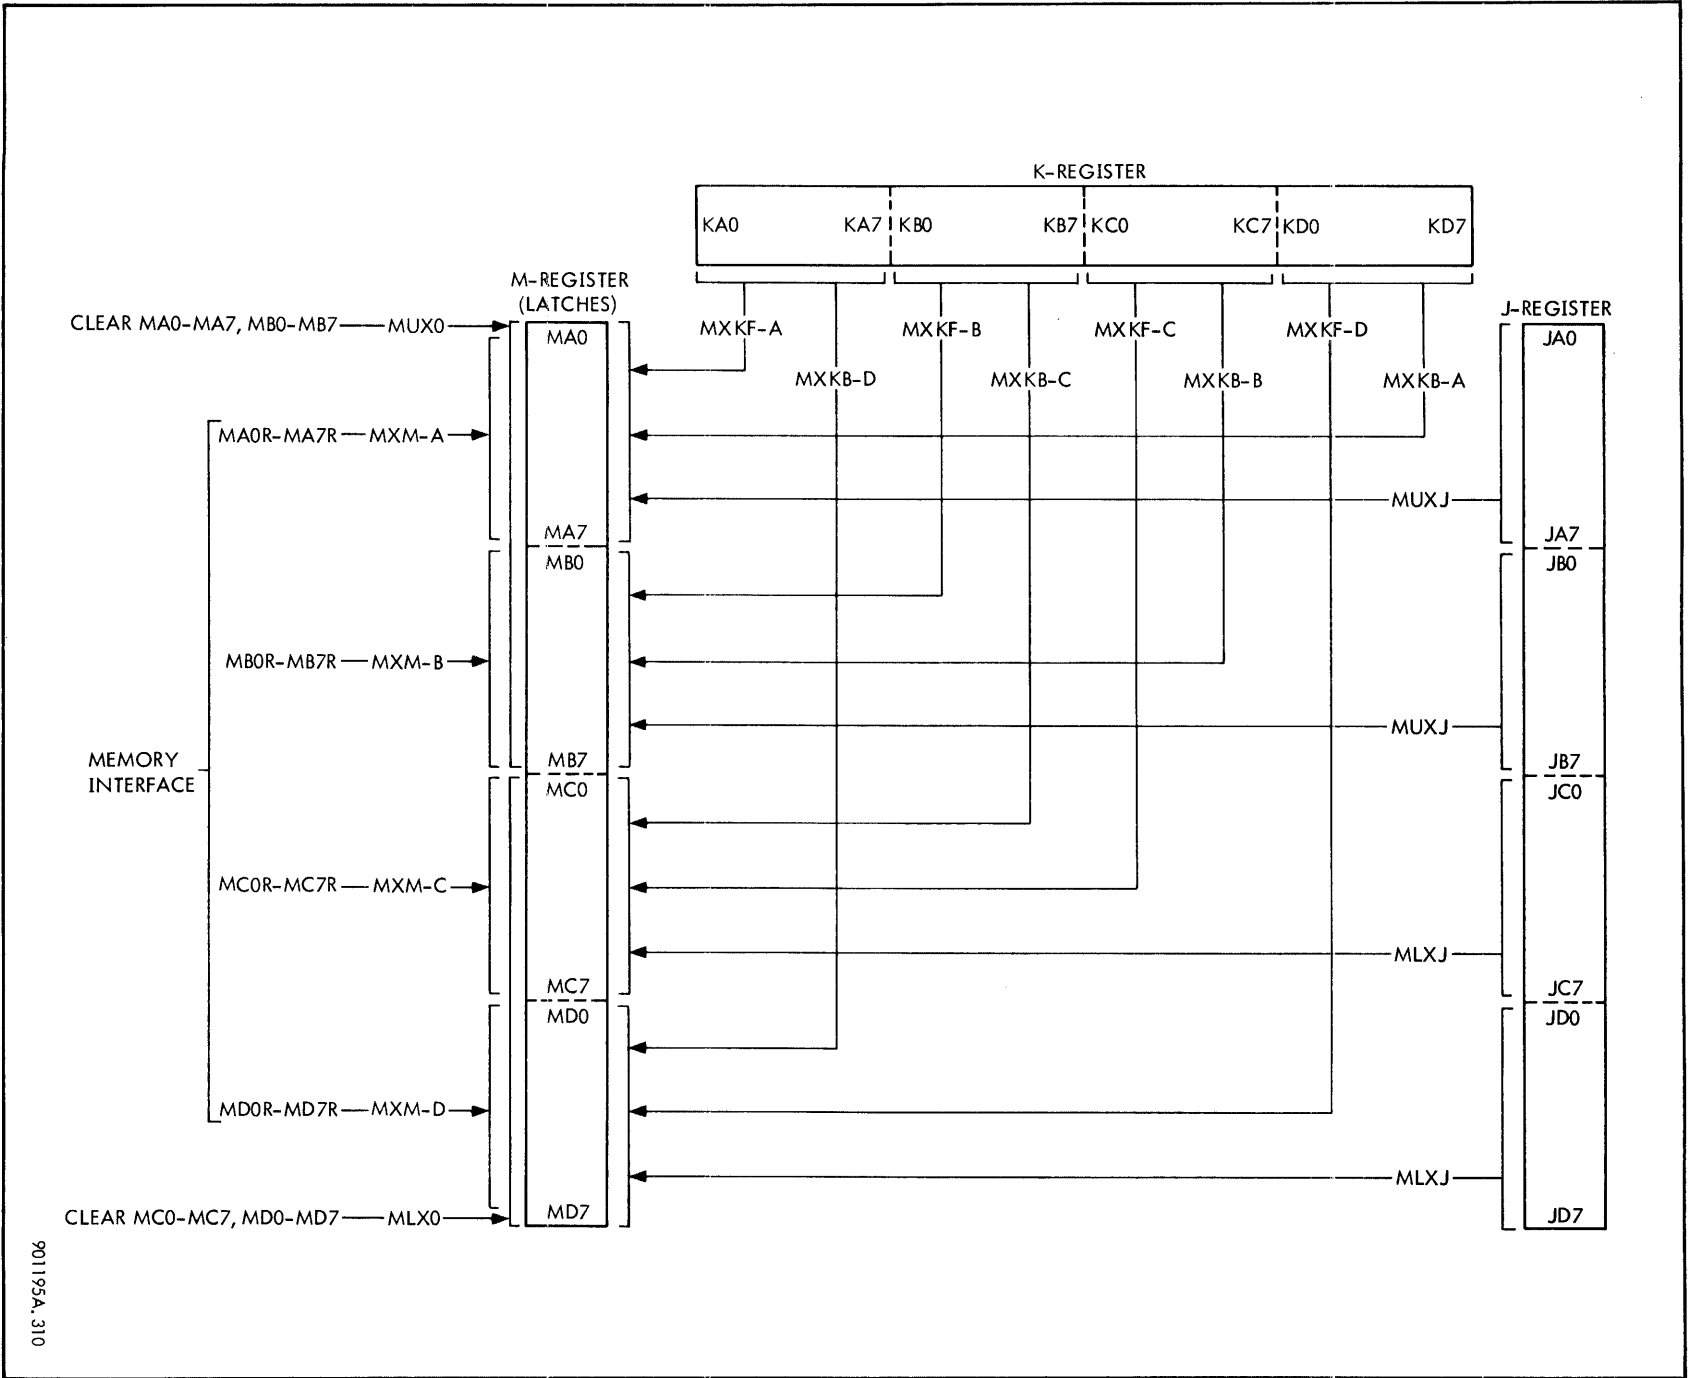 K-REGISTER
KA0 KA7 KB0 KB7 KC0 KC7 KD0 KD7
M-REGISTER
(LATCHES)
J-REGISTER
CLEAR MA0-MA7, MB0-MB7 MUX0
MXKF-A MXKF-B MXKF-C MXKF-D
MA0 JA0
MXKB-D MXKB-C MXKB-B MXKB-A
MA0R-MA7R MXM-A
MUXJ
MA7 JA7
MB0 JB0
MB0R-MB7R MXM-B
MUXJ
MEMORY
INTERFACE
MB7 JB7
MC0 JC0
MC0R-MC7R MXM-C
MLXJ
MC7 JC7
MD0 JD0
MD0R-MD7R MXM-D
MLXJ
MD7 JD7
CLEAR MC0-MC7, MD0-MD7 MLX0
901195A.310